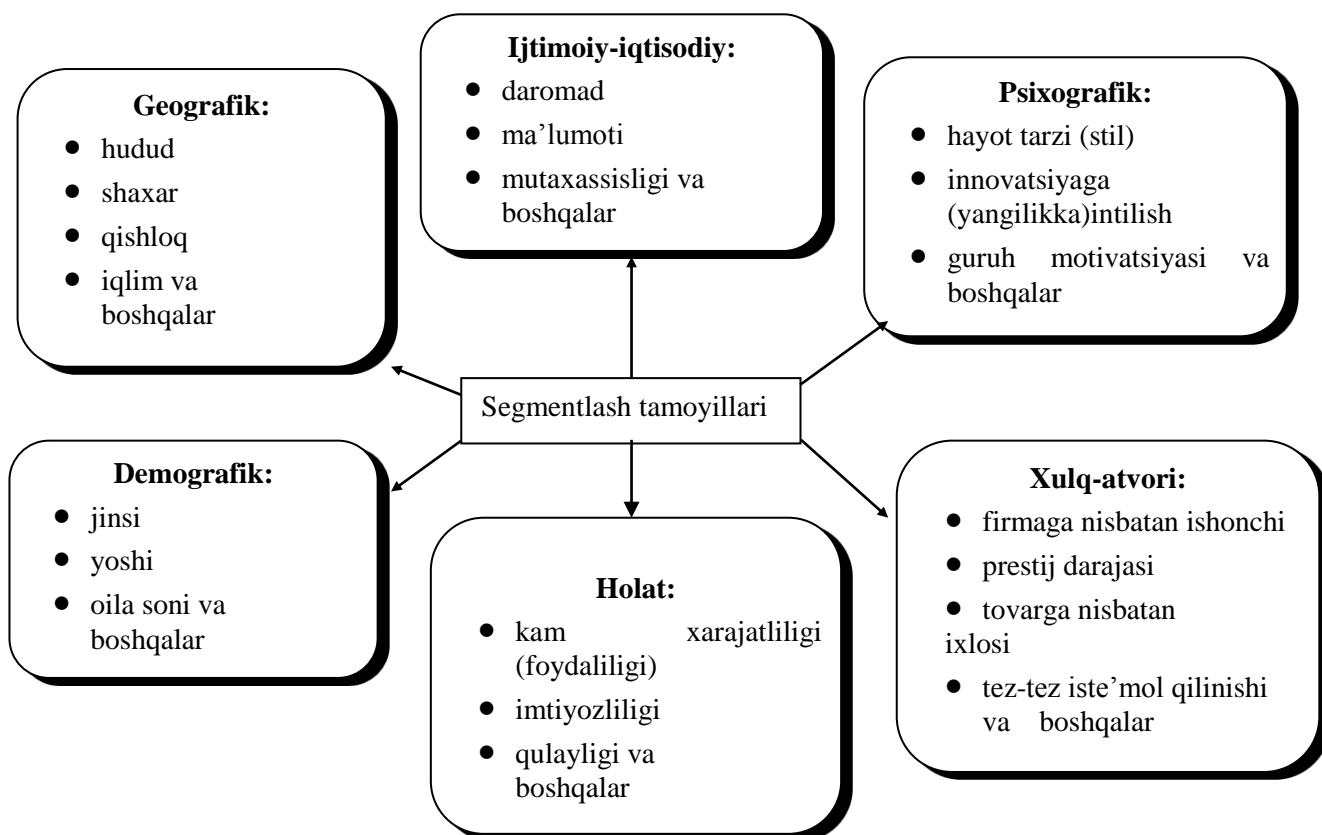 Geografik:
● hudud
● shaxar
● qishloq
● iqlim va
boshqalar
Ijtimoiy-iqtisodiy:
● daromad
● ma’lumoti
● mutaxassisligi va
boshqalar
Psixografik:
● hayot tarzi (stil)
● innovatsiyaga
(yangilikka)intilish
● guruh motivatsiyasi va
boshqalar
Segmentlash tamoyillari
Demografik:
● jinsi
● yoshi
● oila soni va
boshqalar
Holat:
● kam xarajatliligi
(foydaliligi)
● imtiyozliligi
● qulayligi va
boshqalar
Xulq-atvori:
● firmaga nisbatan ishonchi
● prestij darajasi
● tovarga nisbatan
ixlosi
● tez-tez iste’mol qilinishi
va boshqalar